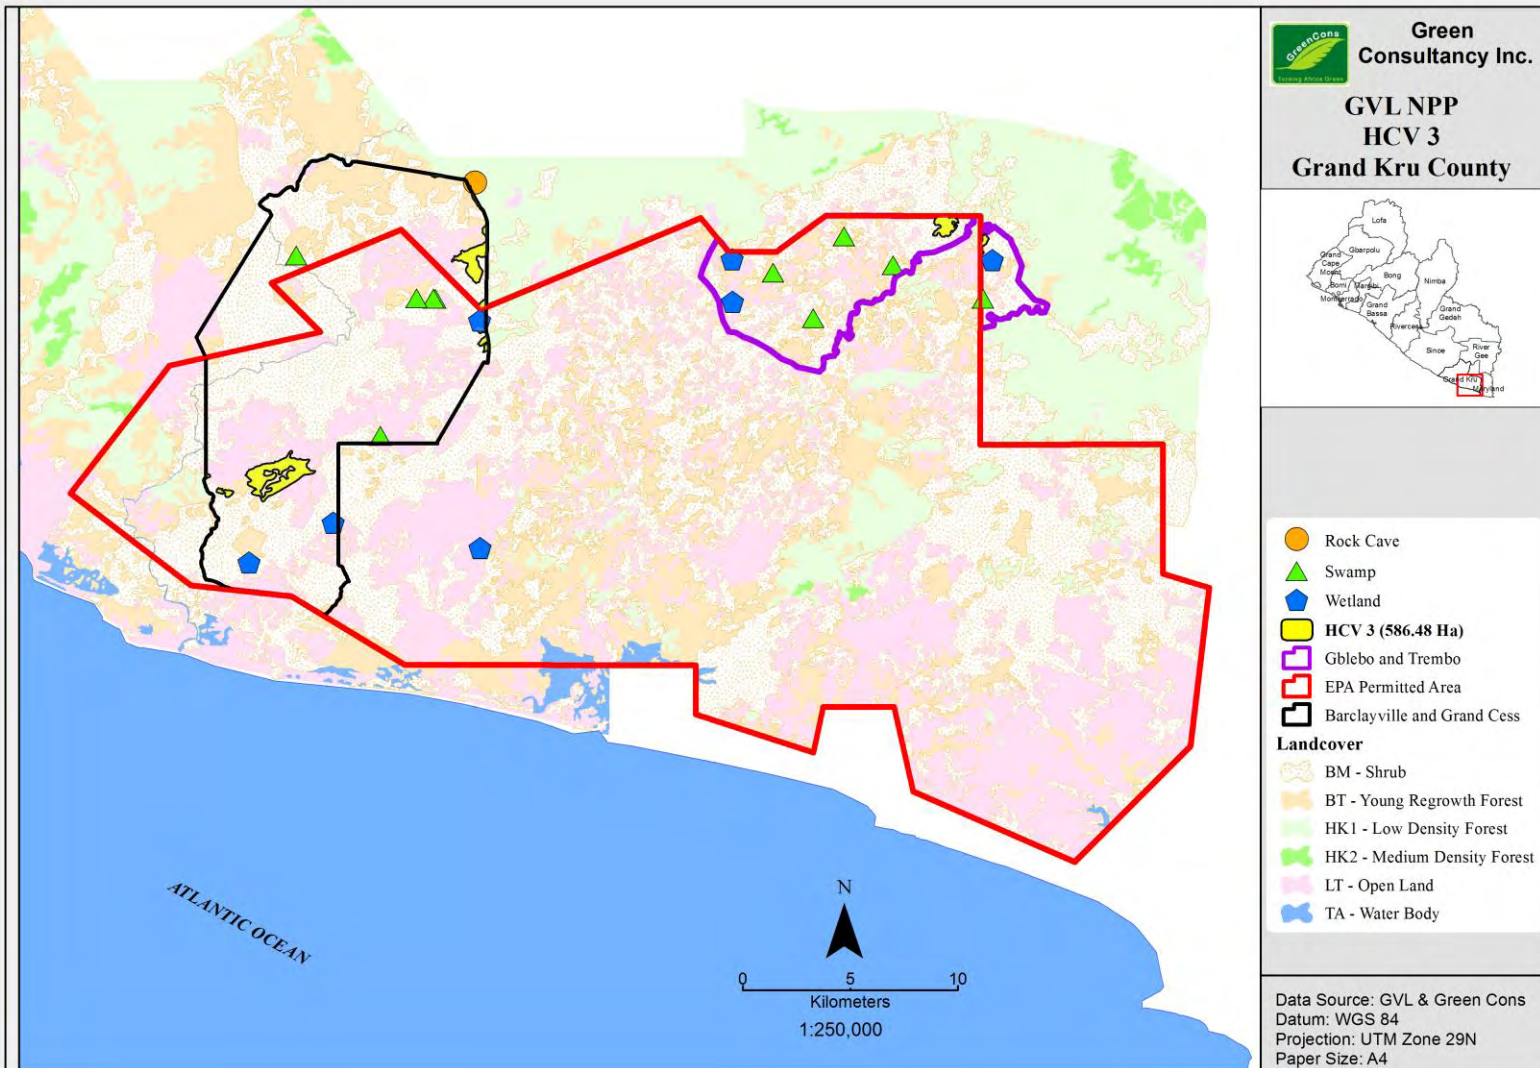 GreenCons
Turning Africa Green
Green
Consultancy Inc.
GVL NPP
HCV 3
Grand Kru County
Lofa
Gbarpolu
Grand
Cape
Mount
Bong
Bomi
Margibi
Montserrado
Nimba
Grand
Bassa
Grand
Gedeh
Rivercess
Sinoe
River
Gee
Grand Kru
Maryland
Rock Cave
Swamp
Wetland
HCV 3 (586.48 Ha)
Gblebo and Trembo
EPA Permitted Area
Barclayville and Grand Cess
Landcover
BM - Shrub
BT - Young Regrowth Forest
HK1 - Low Density Forest
HK2 - Medium Density Forest
LT - Open Land
TA - Water Body
ATLANTIC OCEAN
N
0 5 10
Kilometers
1:250,000
Data Source: GVL & Green Cons
Datum: WGS 84
Projection: UTM Zone 29N
Paper Size: A4